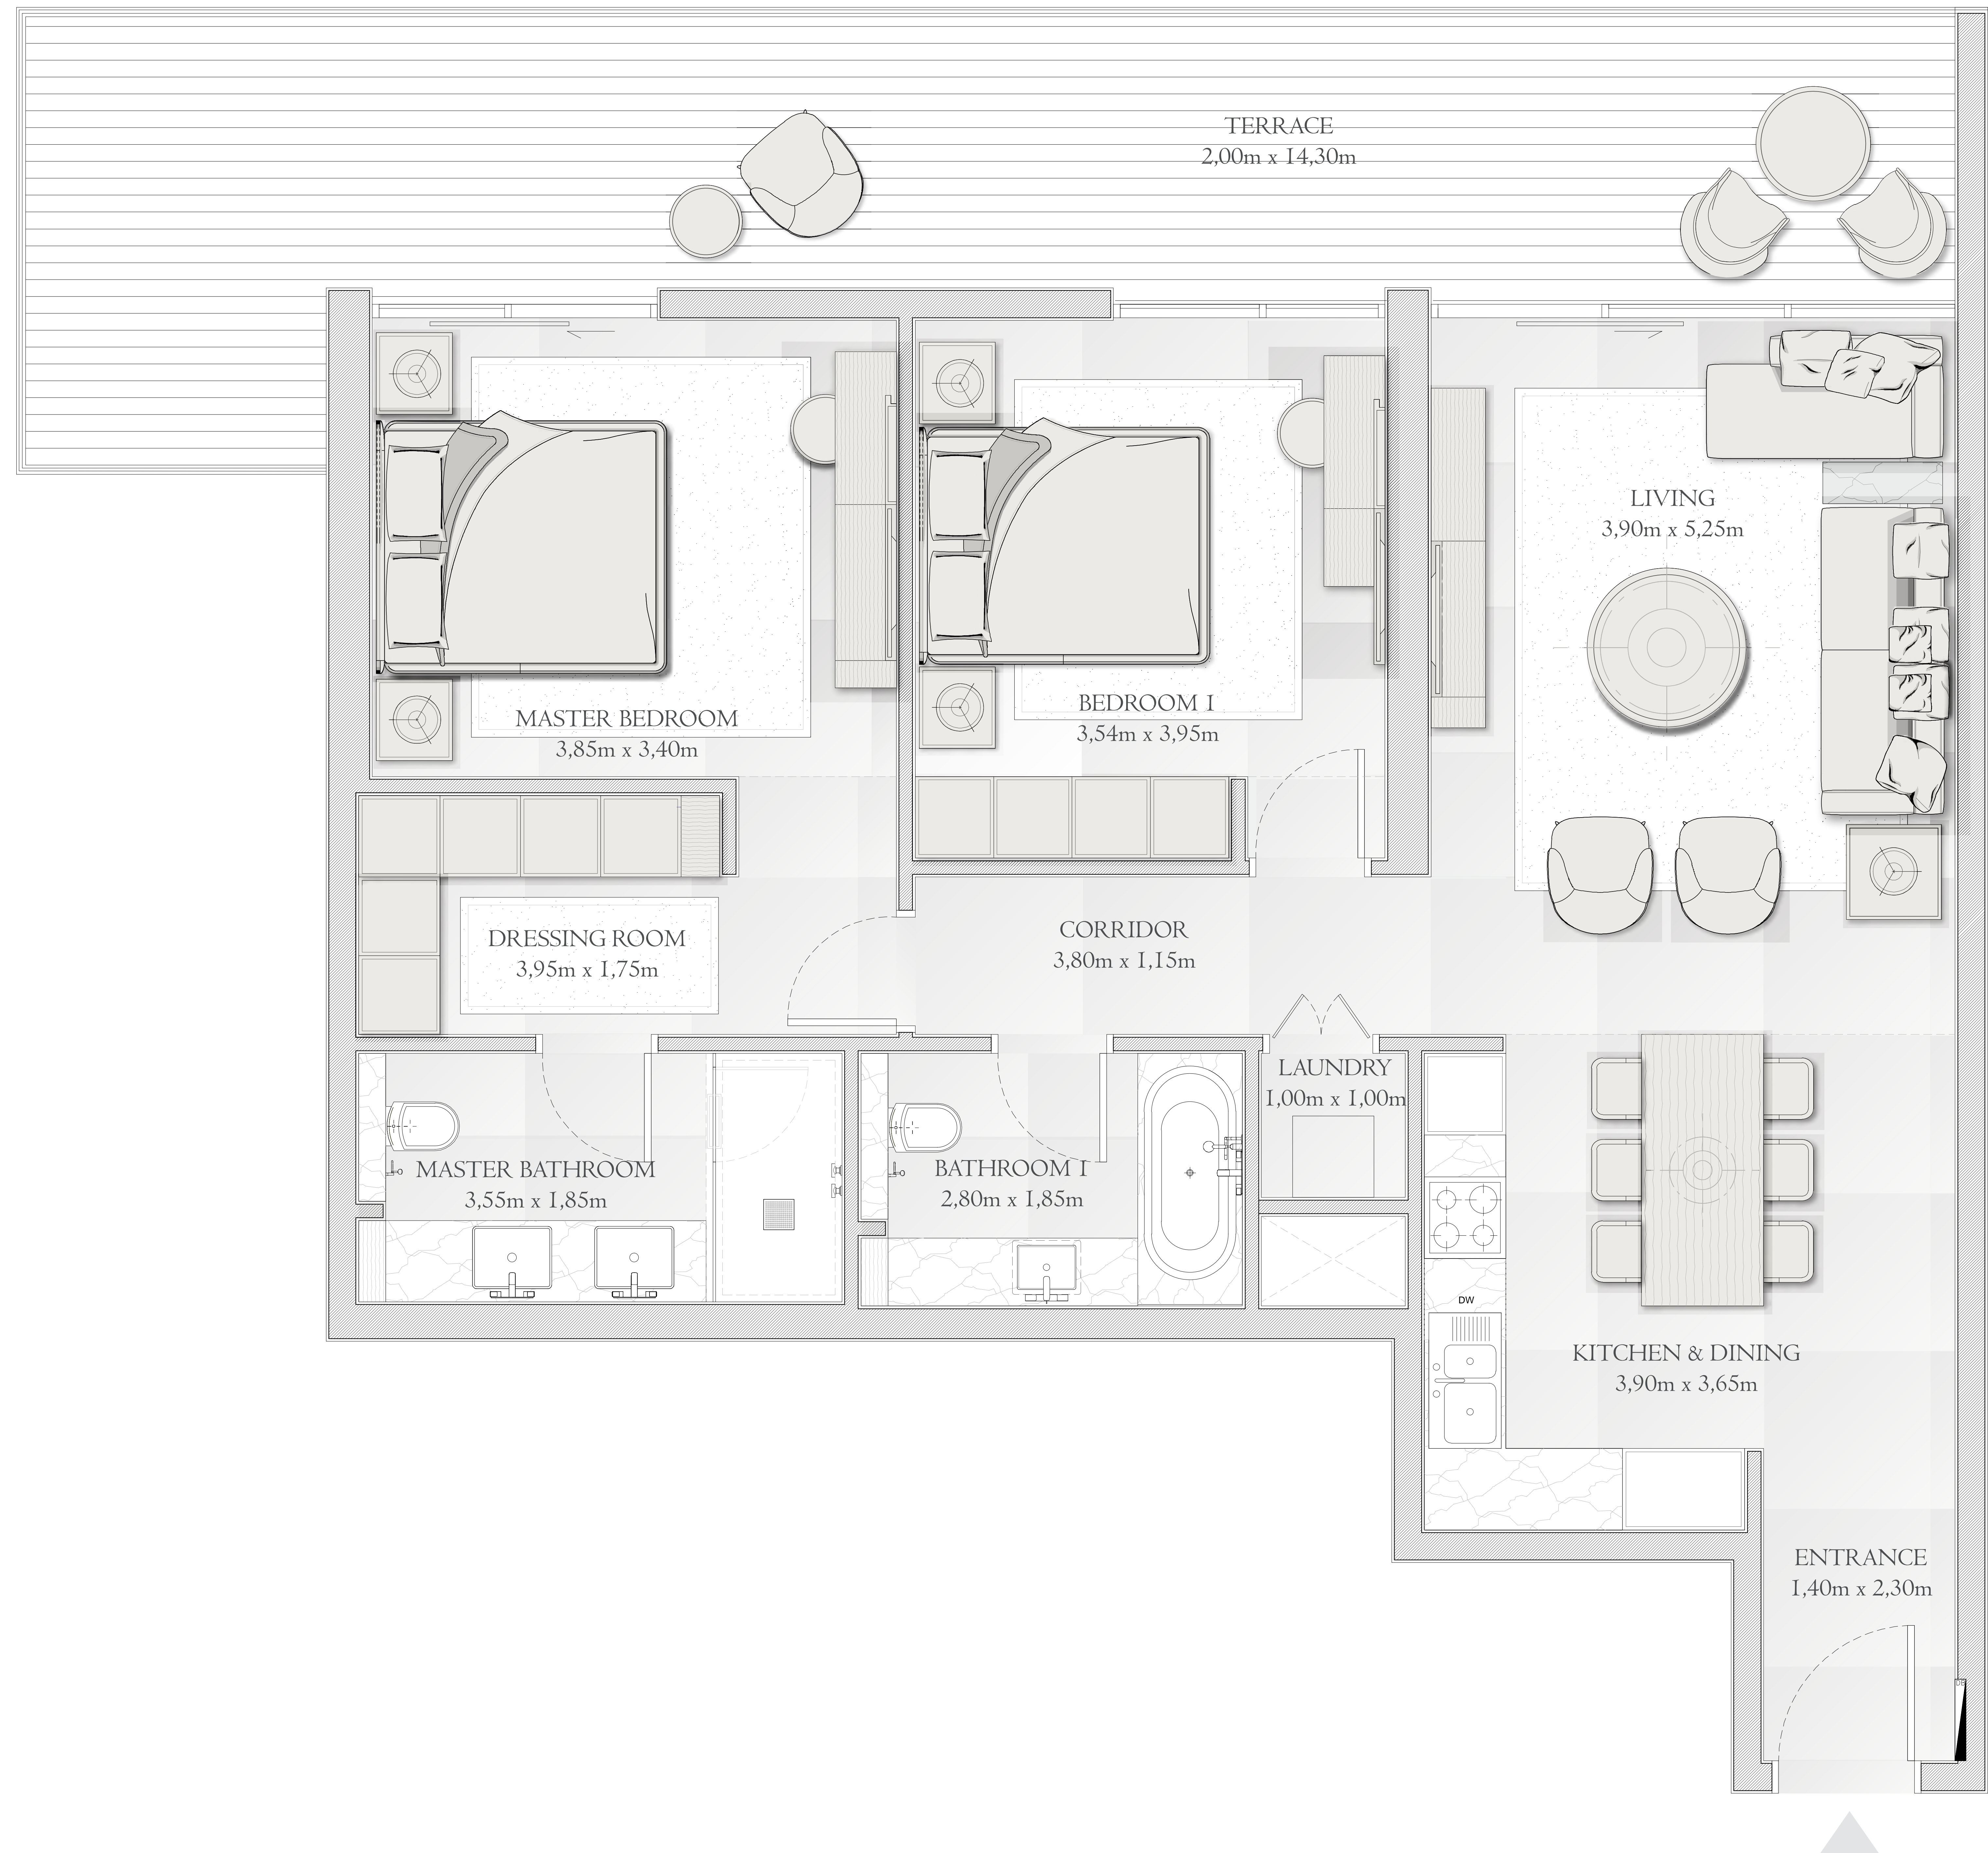 TERRACE
2,00m x 14,30m
LIVING
3,90m x 5,25m
MASTER BEDROOM
3,85m x 3,40m
BEDROOM 1
3,54m x 3,95m
DRESSING ROOM
3,95m x 1,75m
CORRIDOR
3,80m x 1,15m
LAUNDRY
1,00m x 1,00m
MASTER BATHROOM
3,55m x 1,85m
BATHROOM 1
2,80m x 1,85m
DW
KITCHEN & DINING
3,90m x 3,65m
ENTRANCE
1,40m x 2,30m